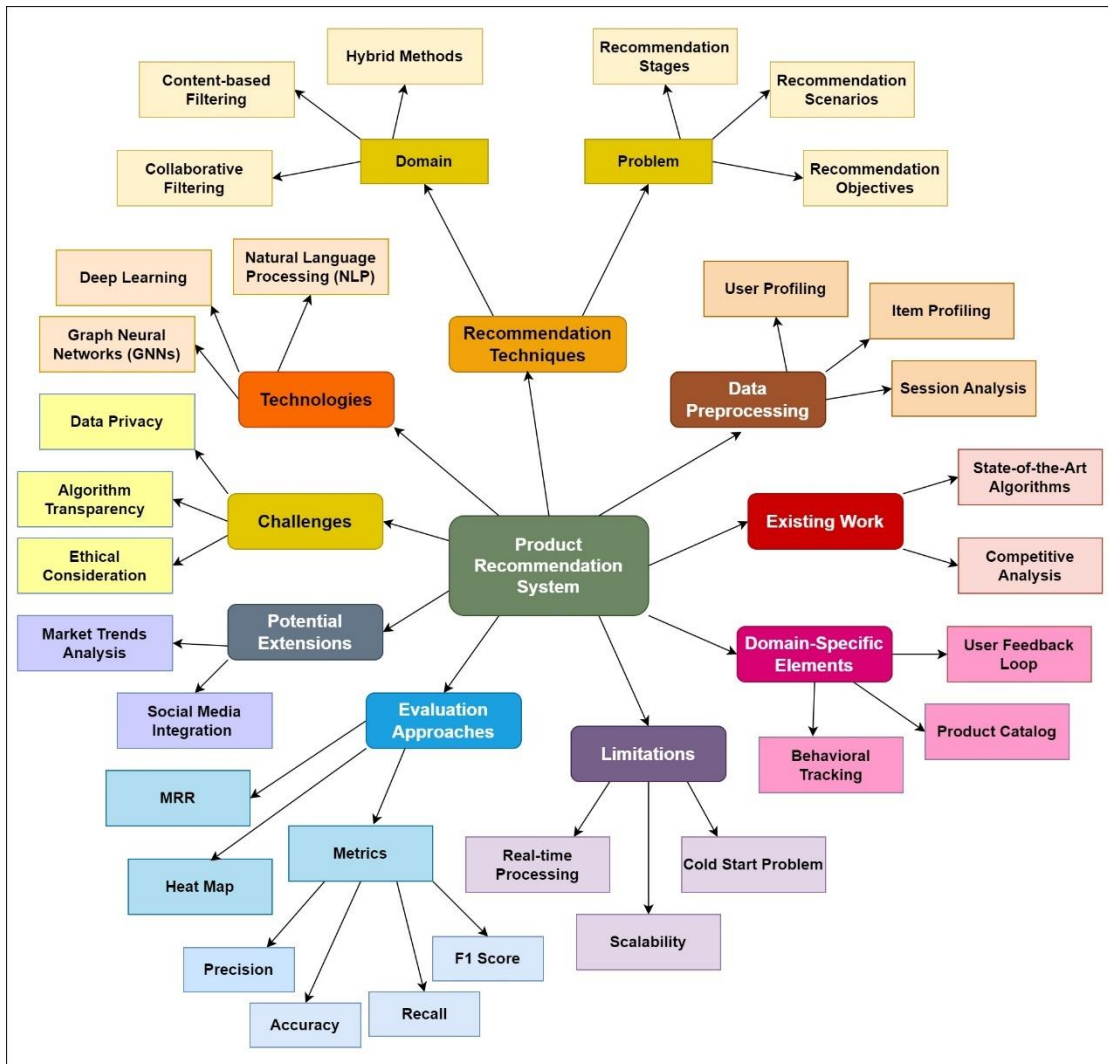 Hybrid Methods
Content-based
Filtering
Collaborative
Filtering
Domain
Recommendation
Stages
Recommendation
Scenarios
Problem
Recommendation
Objectives
Deep Learning
Natural Language
Processing (NLP)
Graph Neural
Networks (GNNs)
Technologies
Recommendation
Techniques
User Profiling
Item Profiling
Session Analysis
Data
Preprocessing
Data Privacy
Algorithm
Transparency
Ethical
Consideration
Challenges
Product
Recommendation
System
Existing Work
State-of-the-Art
Algorithms
Competitive
Analysis
Potential
Extensions
Market Trends
Analysis
Social Media
Integration
Evaluation
Approaches
MRR
Heat Map
Metrics
Precision
Accuracy
Recall
F1 Score
Limitations
Real-time
Processing
Scalability
Cold Start Problem
Domain-Specific
Elements
User Feedback
Loop
Product Catalog
Behavioral
Tracking